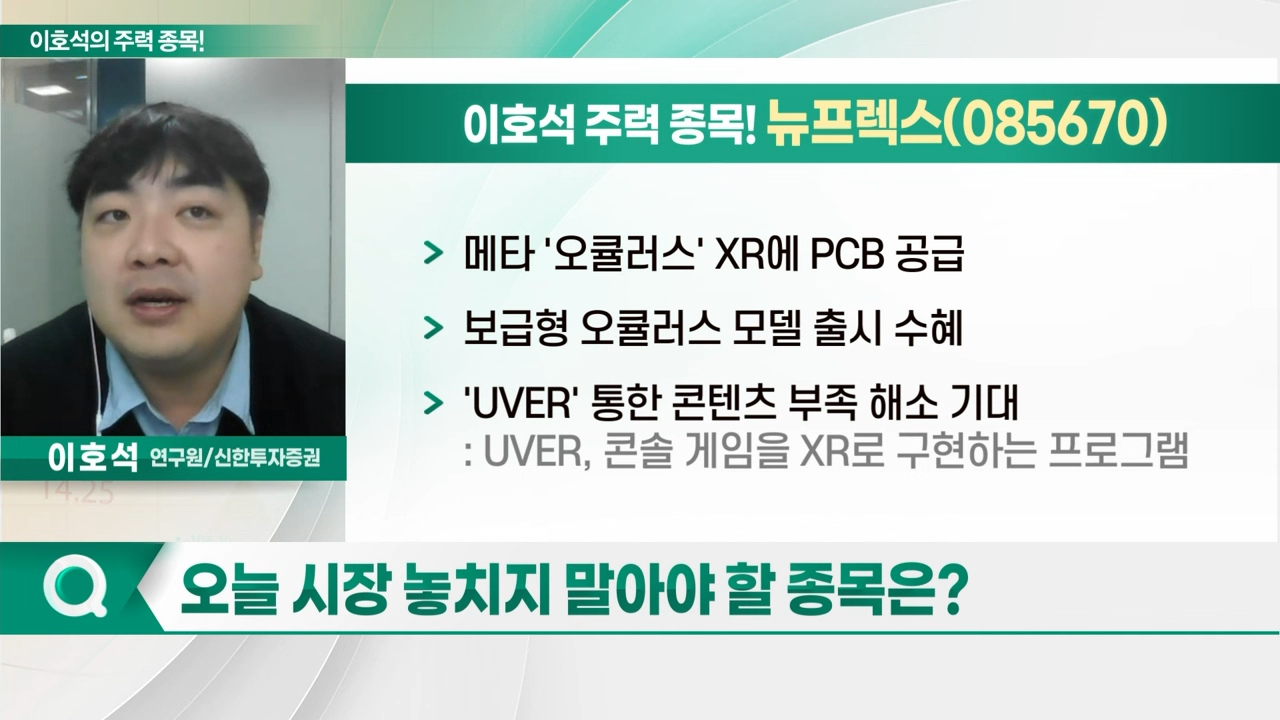 이호석의 주력 종목!
이호석 주력 종목! 뉴프렉스(085670)
> 메타 '오큘러스' XR에 PCB 공급
> 보급형 오큘러스 모델 출시 수혜
> 'UVER' 통한 콘텐츠 부족 해소 기대
: UVER, 콘솔 게임을 XR로 구현하는 프로그램
이호석 연구원/신한투자증권
14:25
오늘 시장 놓치지 말아야 할 종목은?